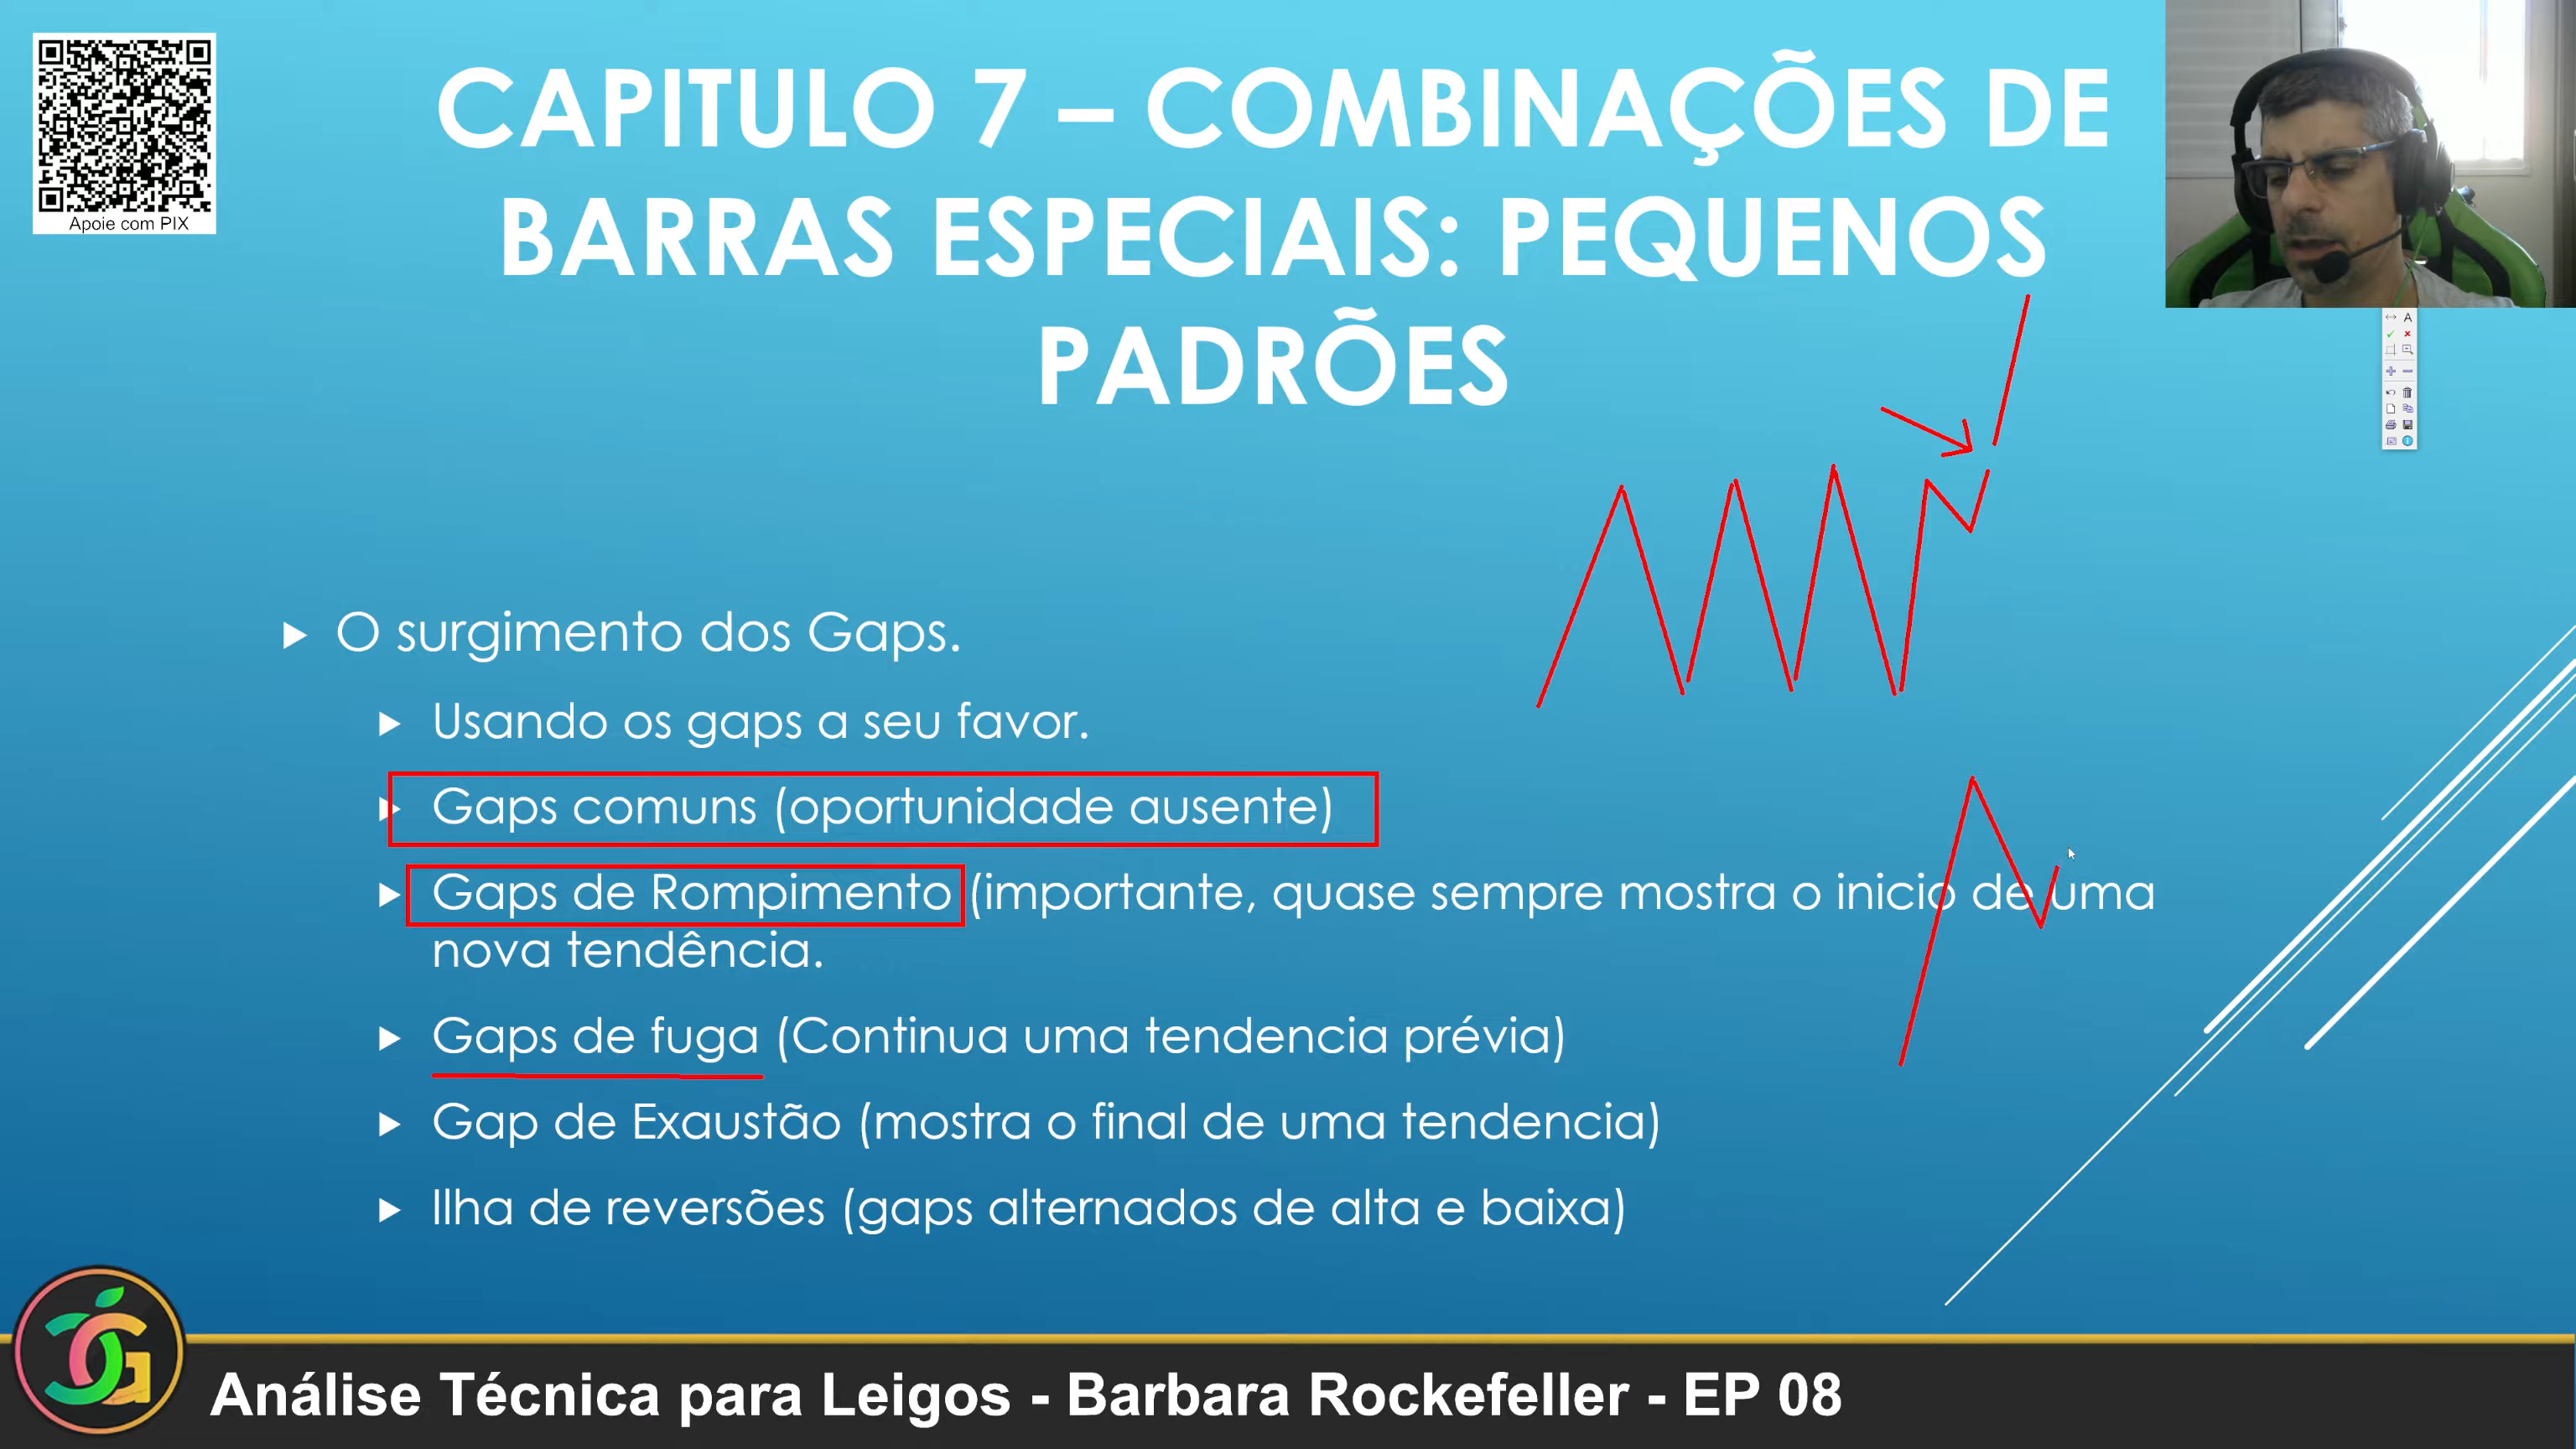 Apoie com PIX
CAPITULO 7 – COMBINAÇÕES DE
BARRAS ESPECIAIS: PEQUENOS
PADRÕES
O surgimento dos Gaps.
Usando os gaps a seu favor.
Gaps comuns (oportunidade ausente)
Gaps de Rompimento (importante, quase sempre mostra o inicio de uma
nova tendência.
Gaps de fuga (Continua uma tendencia prévia)
Gap de Exaustão (mostra o final de uma tendencia)
Ilha de reversões (gaps alternados de alta e baixa)
Análise Técnica para Leigos - Barbara Rockefeller - EP 08